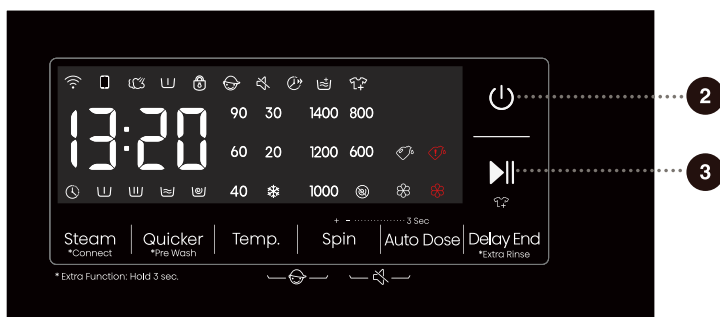 2
13:20
90 30 1400 800
60 20 1200 600
3
40 1000
+ - 3 Sec
Steam Quicker Temp. Spin Auto Dose Delay End
*Connect *Pre Wash *Extra Rinse
* Extra Function: Hold 3 sec.